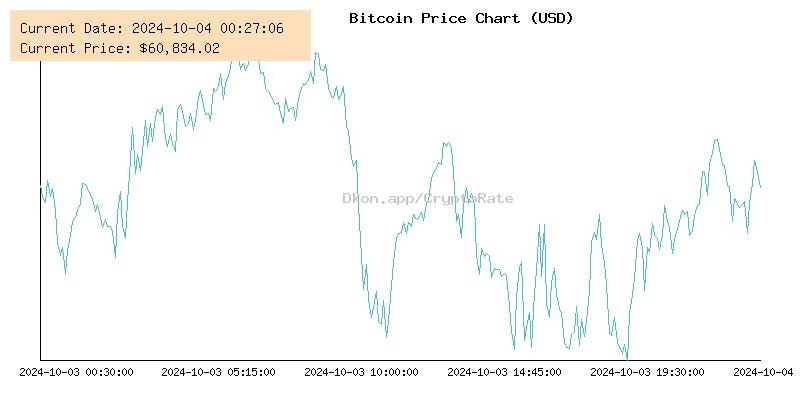 Bitcoin Price Chart (USD)
Current Date: 2024-10-04 00:27:06
Current Price: $60,834.02
Dkon.app/CryptoRate
2024-10-03 00:30:00 2024-10-03 05:15:00 2024-10-03 10:00:00 2024-10-03 14:45:00 2024-10-03 19:30:00 2024-10-04